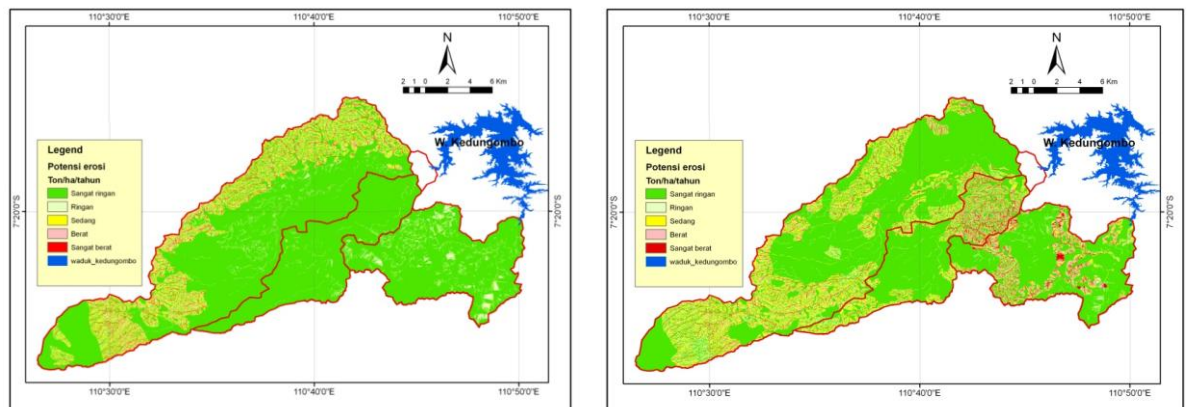 110°30'0"E 110°40'0"E 110°50'0"E
N
2 1 0 2 4 6 Km
W. Kedungombo
Legend
Potensi erosi
Ton/ha/tahun
Sangat ringan
Ringan
Sedang
Berat
Sangat berat
waduk_kedungombo
7°20'0"S
7°20'0"S
110°30'0"E 110°40'0"E 110°50'0"E
110°30'0"E 110°40'0"E 110°50'0"E
N
2 1 0 2 4 6 Km
W. Kedungombo
Legend
Potensi erosi
Ton/ha/tahun
Sangat ringan
Ringan
Sedang
Berat
Sangat berat
waduk_kedungombo
7°20'0"S
7°20'0"S
110°30'0"E 110°40'0"E 110°50'0"E